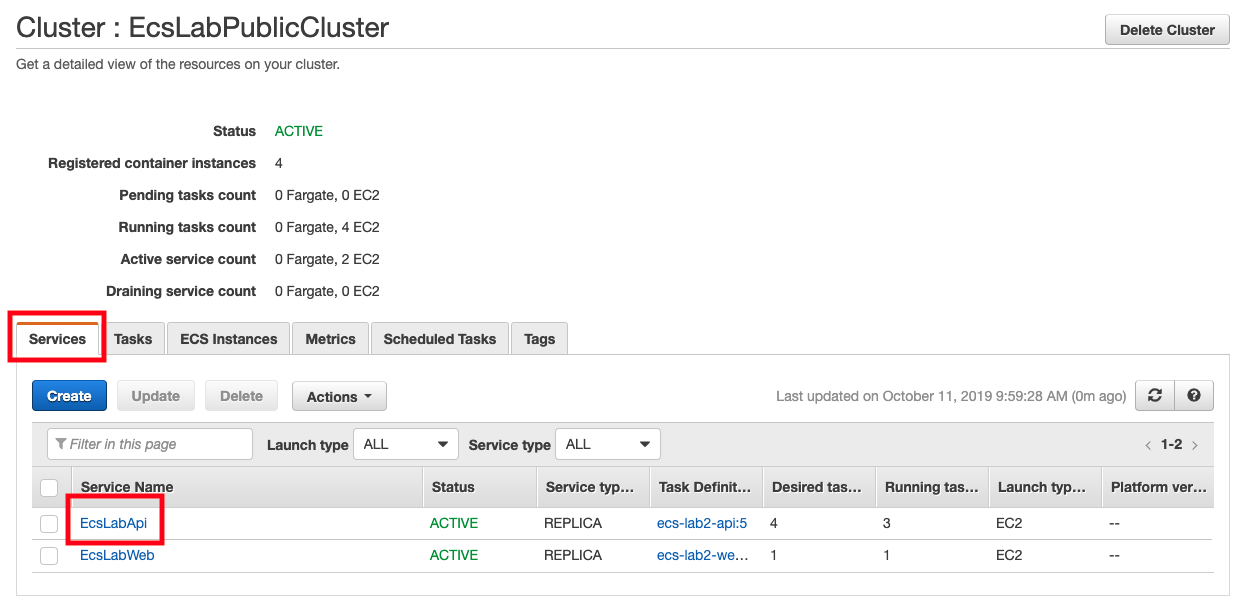 Cluster : EcsLabPublicCluster
Delete Cluster
Get a detailed view of the resources on your cluster.
Status ACTIVE
Registered container instances 4
Pending tasks count 0 Fargate, 0 EC2
Running tasks count 0 Fargate, 4 EC2
Active service count 0 Fargate, 2 EC2
Draining service count 0 Fargate, 0 EC2
Services Tasks ECS Instances Metrics Scheduled Tasks Tags
Create Update Delete Actions Last updated on October 11, 2019 9:59:28 AM (0m ago)
Filter in this page Launch type ALL Service type ALL < 1-2 >
Service Name Status Service typ... Task Definit... Desired tas... Running tas... Launch typ... Platform ver...
EcsLabApi ACTIVE REPLICA ecs-lab2-api:5 4 3 EC2 --
EcsLabWeb ACTIVE REPLICA ecs-lab2-we... 1 1 EC2 --